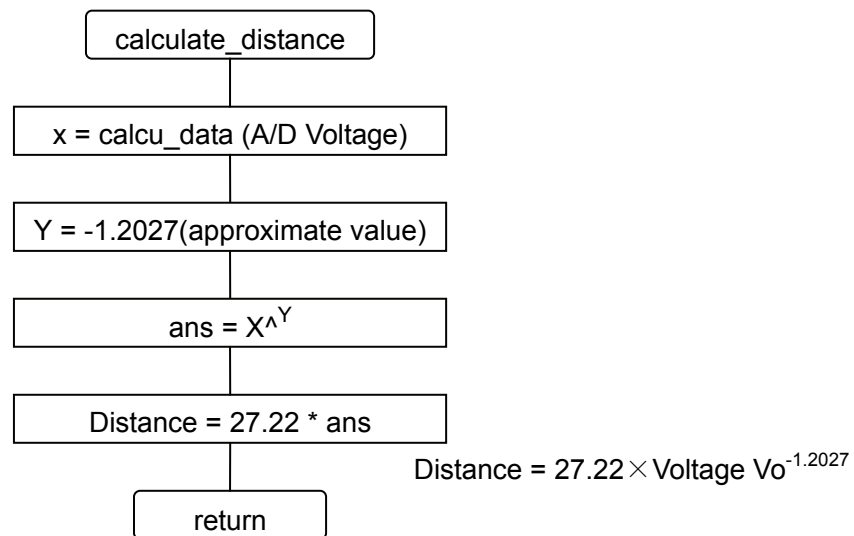 calculate_distance
x = calcu_data (A/D Voltage)
Y = -1.2027(approximate value)
ans = X^Y
Distance = 27.22 * ans
Distance = 27.22×Voltage Vo-1.2027
return